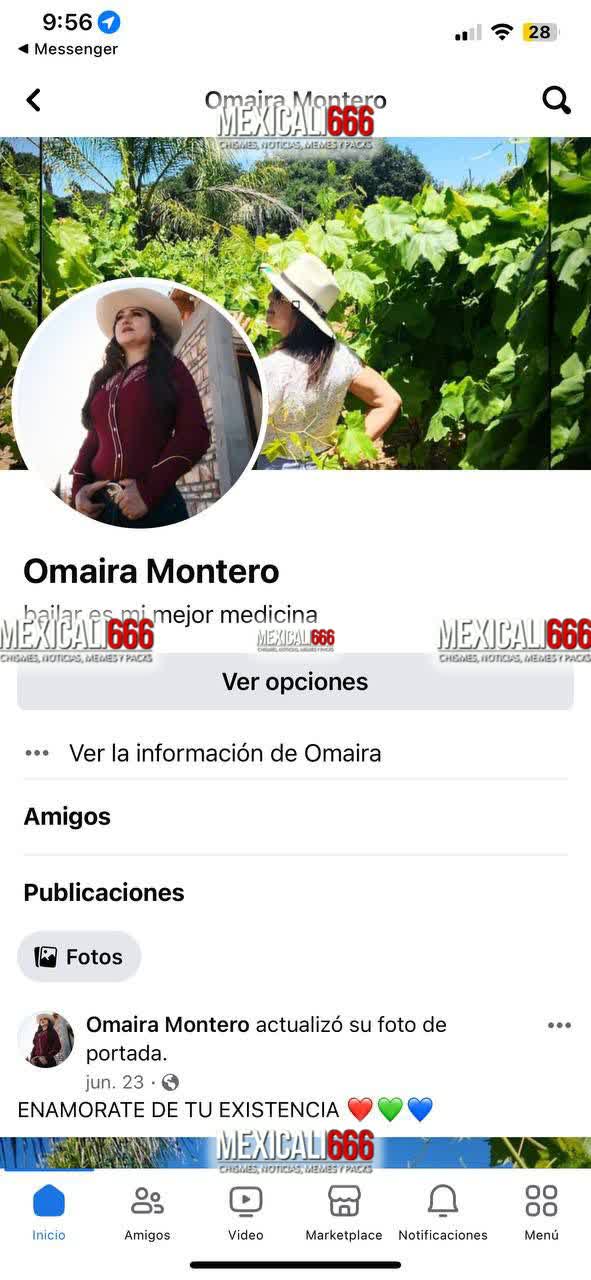 9:56
28
◀ Messenger
Omaira Montero
MEXICALI666
CHISMES, NOTICIAS, MEMES Y PACKS
Omaira Montero
bailar es mi mejor medicina
MEXICALI666
CHISMES, NOTICIAS, MEMES Y PACKS
MEXICALI666
CHISMES, NOTICIAS, MEMES Y PACKS
MEXICALI666
CHISMES, NOTICIAS, MEMES Y PACKS
Ver opciones
Ver la información de Omaira
Amigos
Publicaciones
Fotos
Omaira Montero actualizó su foto de
portada.
jun. 23 ·
ENAMORATE DE TU EXISTENCIA ❤️💚💙
MEXICALI666
CHISMES, NOTICIAS, MEMES Y PACKS
Inicio
Amigos
Video
Marketplace
Notificaciones
Menú